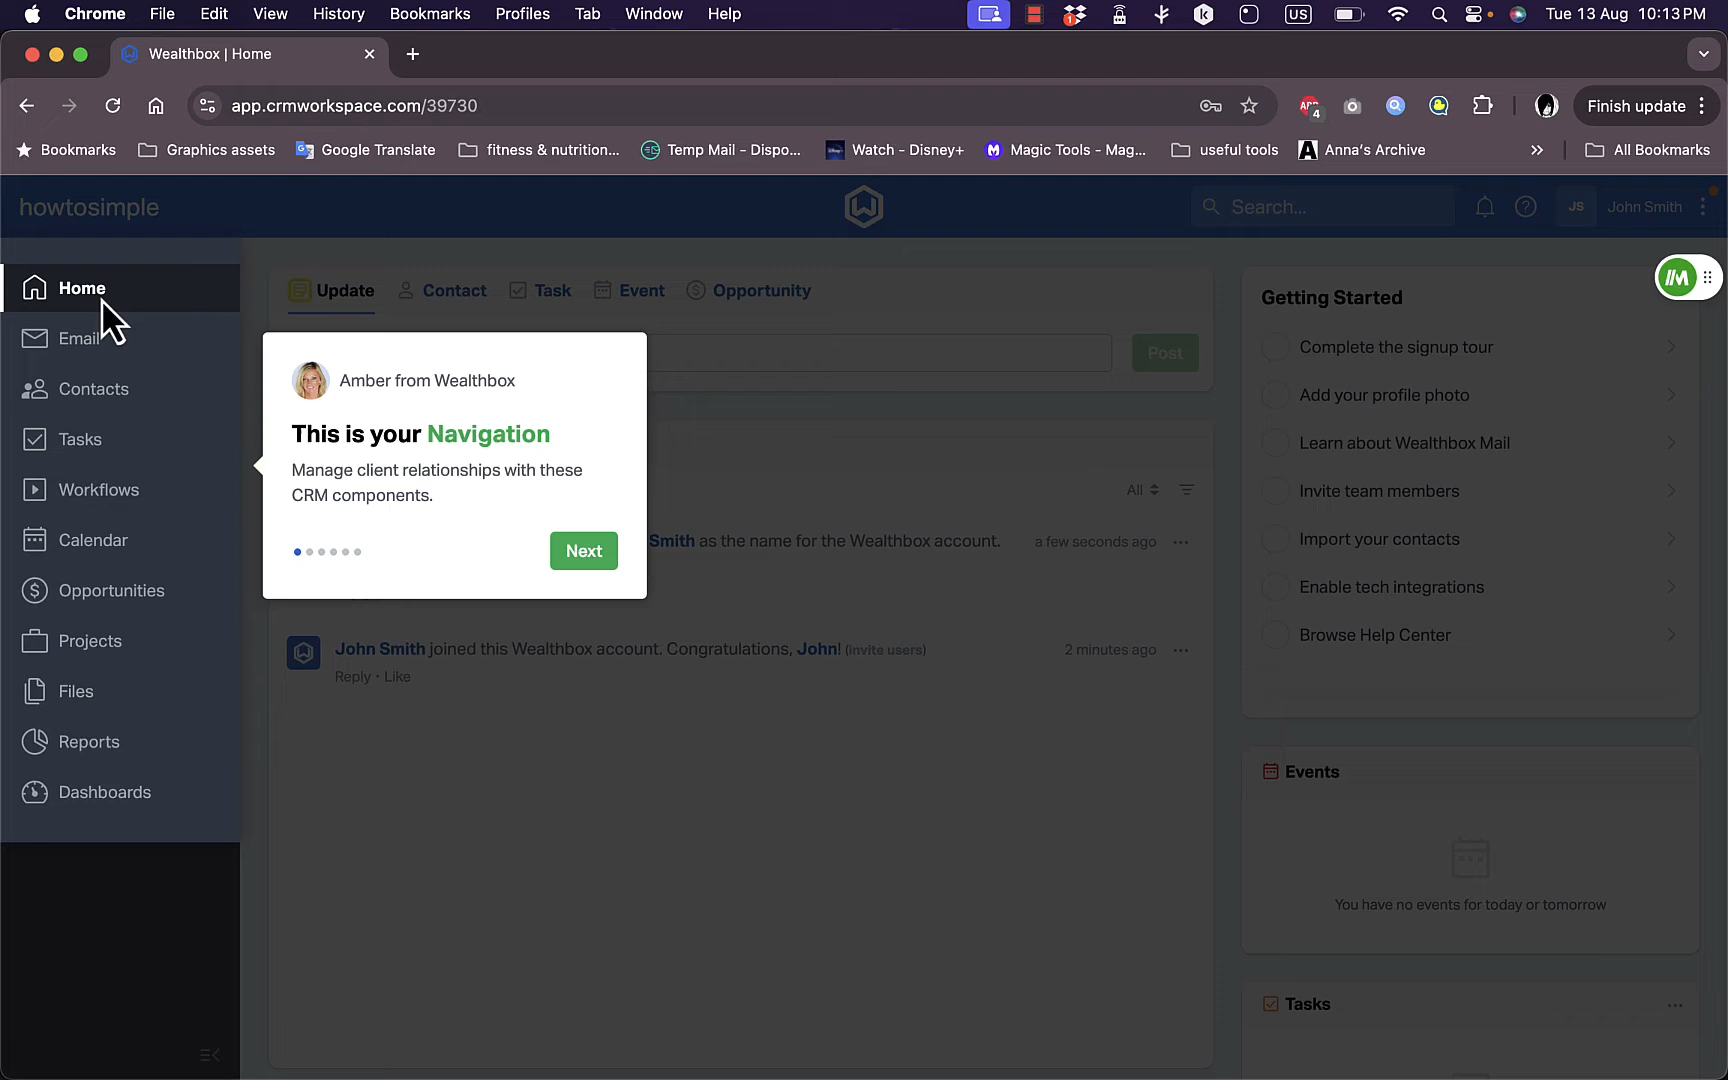 Chrome File Edit View History Bookmarks Profiles Tab Window Help 1 US Tue 13 Aug 10:13 PM
Wealthbox | Home
app.crmworkspace.com/39730 ABP 4 Finish update
Bookmarks Graphics assets Google Translate fitness & nutrition... Temp Mail - Dispo... Watch - Disney+ Magic Tools - Mag... useful tools Anna's Archive » All Bookmarks
howtosimple Search... JS John Smith
Home
Email
Contacts
Tasks
Workflows
Calendar
Opportunities
Projects
Files
Reports
Dashboards
Update Contact Task Event Opportunity
Post
Amber from Wealthbox
This is your Navigation
Manage client relationships with these
CRM components.
Next
All
Smith as the name for the Wealthbox account. a few seconds ago
John Smith joined this Wealthbox account. Congratulations, John! (invite users) 2 minutes ago
Reply · Like
Getting Started
Complete the signup tour
Add your profile photo
Learn about Wealthbox Mail
Invite team members
Import your contacts
Enable tech integrations
Browse Help Center
Events
You have no events for today or tomorrow
Tasks